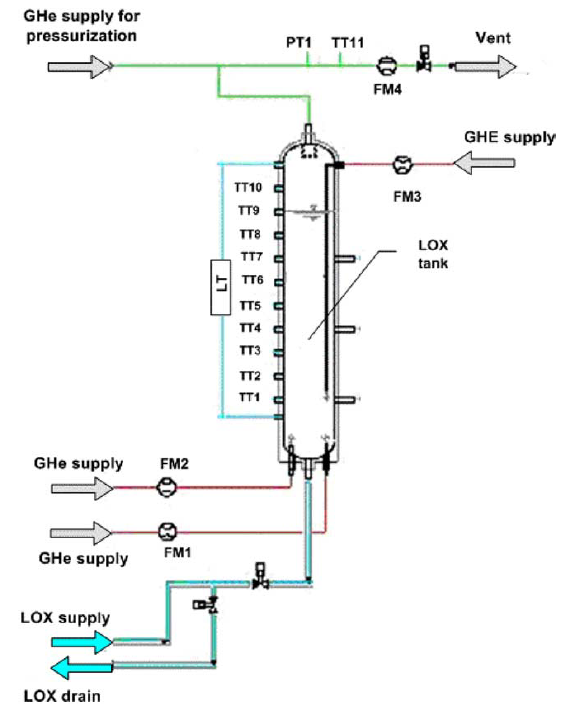 GHe supply for
pressurization
PT1
TT11
Vent
FM4
GHE supply
FM3
TT10
TT9
TT8
TT7
LOX
tank
LT
TT6
TT5
TT4
TT3
TT2
TT1
GHe supply
FM2
FM1
GHe supply
LOX supply
LOX drain